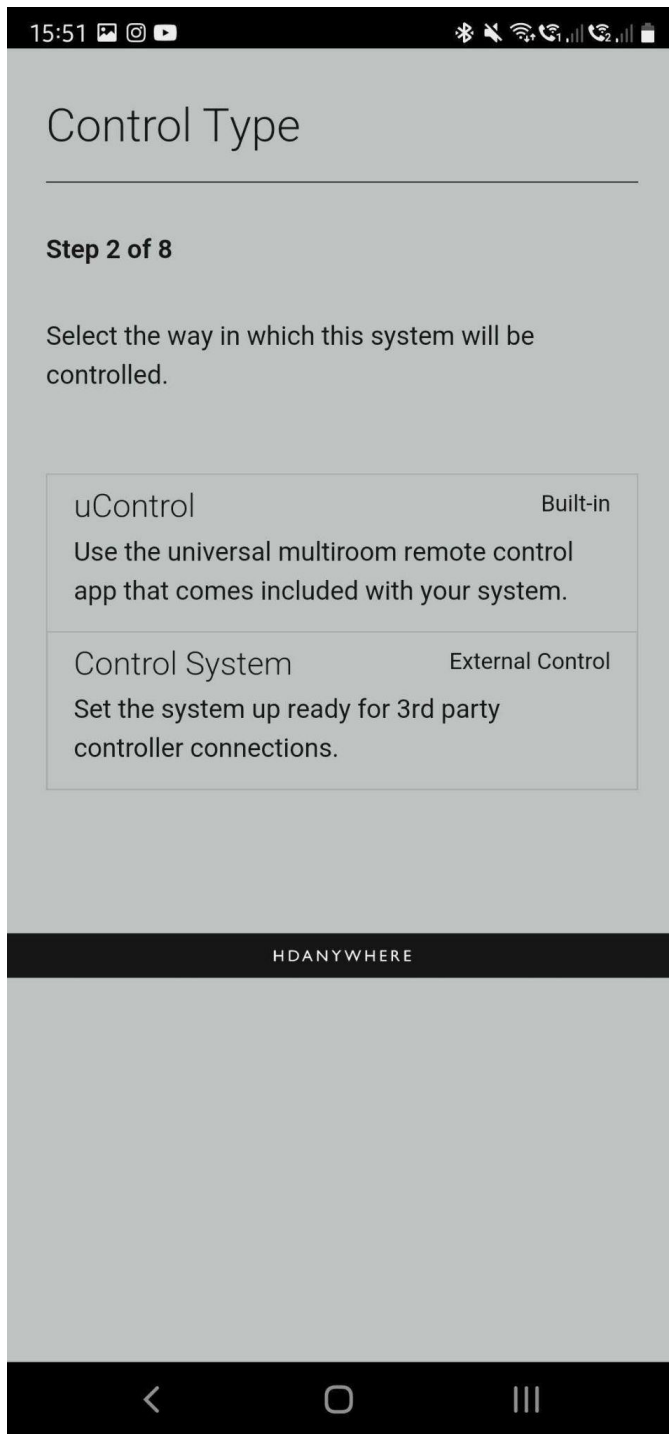 15:51
Control Type
Step 2 of 8
Select the way in which this system will be
controlled.
uControl
Built-in
Use the universal multiroom remote control
app that comes included with your system.
Control System
External Control
Set the system up ready for 3rd party
controller connections.
HDANYWHERE